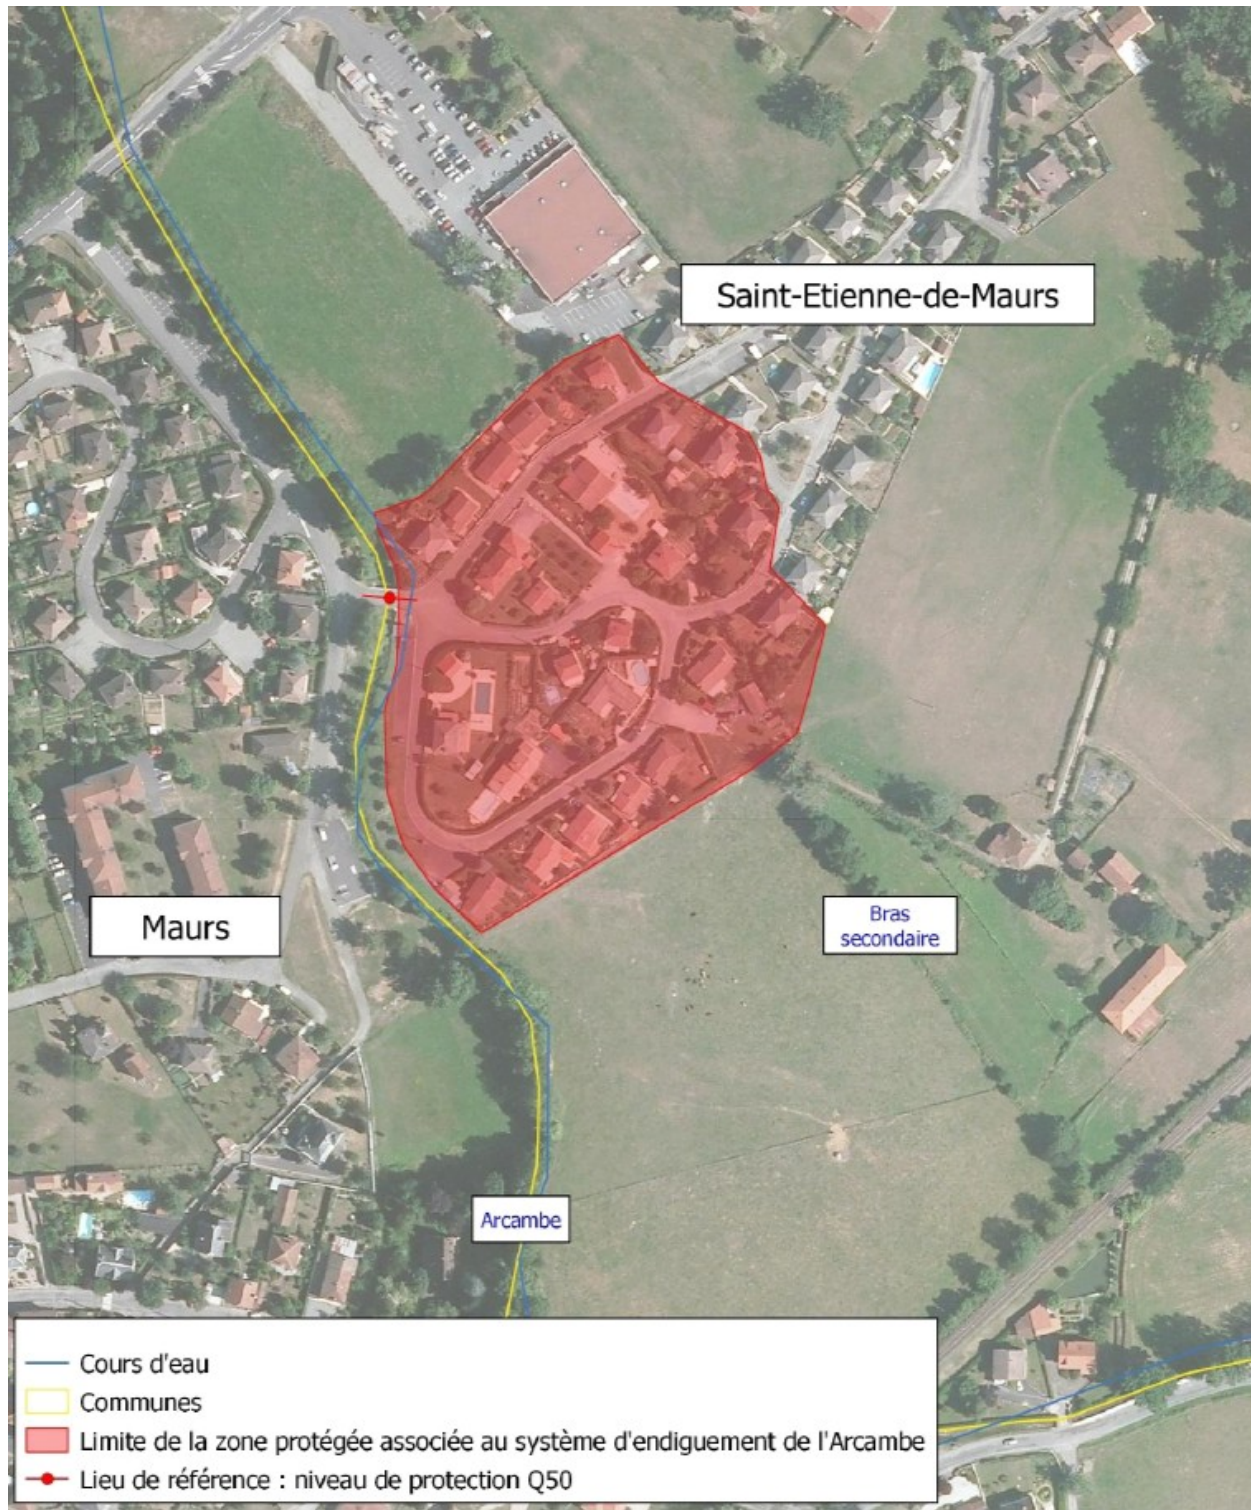 Saint-Etienne-de-Maurs
Maurs
Bras
secondaire
Arcambe
Cours d'eau
Communes
Limite de la zone protégée associée au système d'endiguement de l'Arcambe
Lieu de référence : niveau de protection Q50